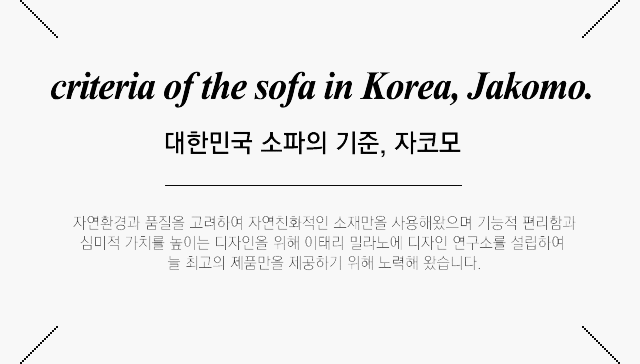 criteria of the sofa in Korea, Jakomo.
대한민국 소파의 기준, 자코모
자연환경과 품질을 고려하여 자연친화적인 소재만을 사용해왔으며 기능적 편리함과
심미적 가치를 높이는 디자인을 위해 이태리 밀라노에 디자인 연구소를 설립하여
늘 최고의 제품만을 제공하기 위해 노력해 왔습니다.